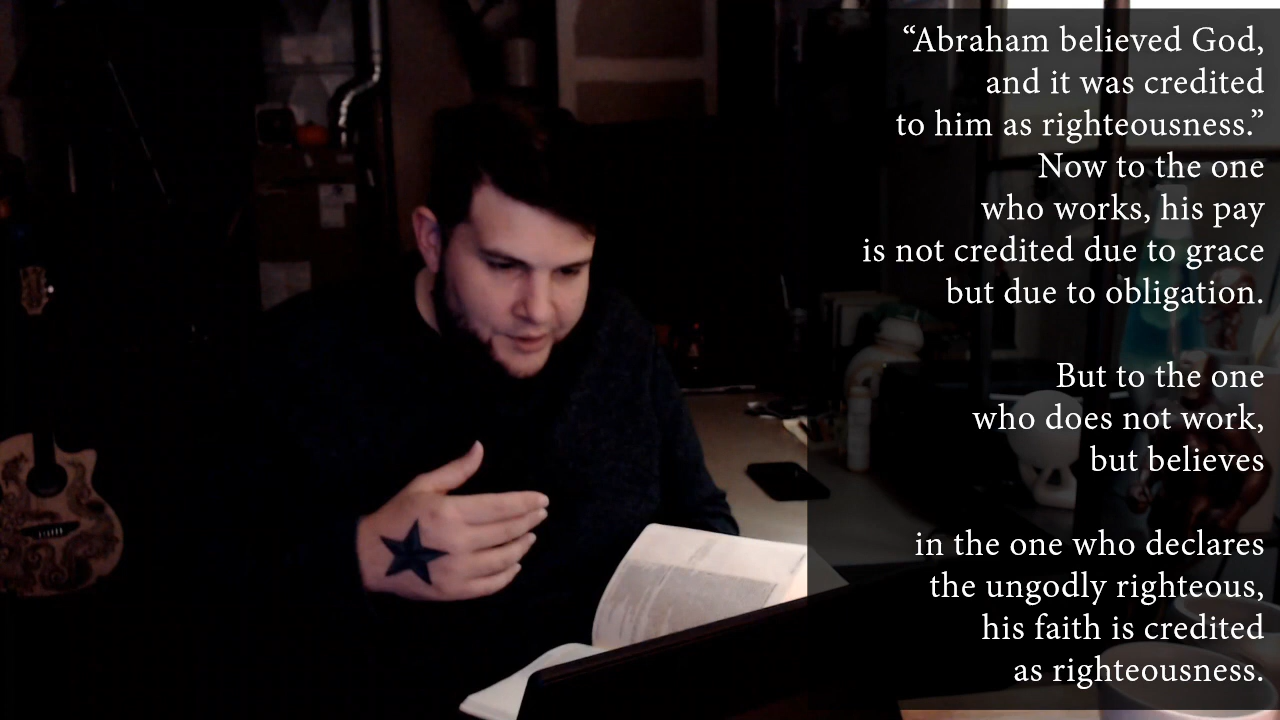 “Abraham believed God,
and it was credited
to him as righteousness.”
Now to the one
who works, his pay
is not credited due to grace
but due to obligation.
But to the one
who does not work,
but believes
in the one who declares
the ungodly righteous,
his faith is credited
as righteousness.